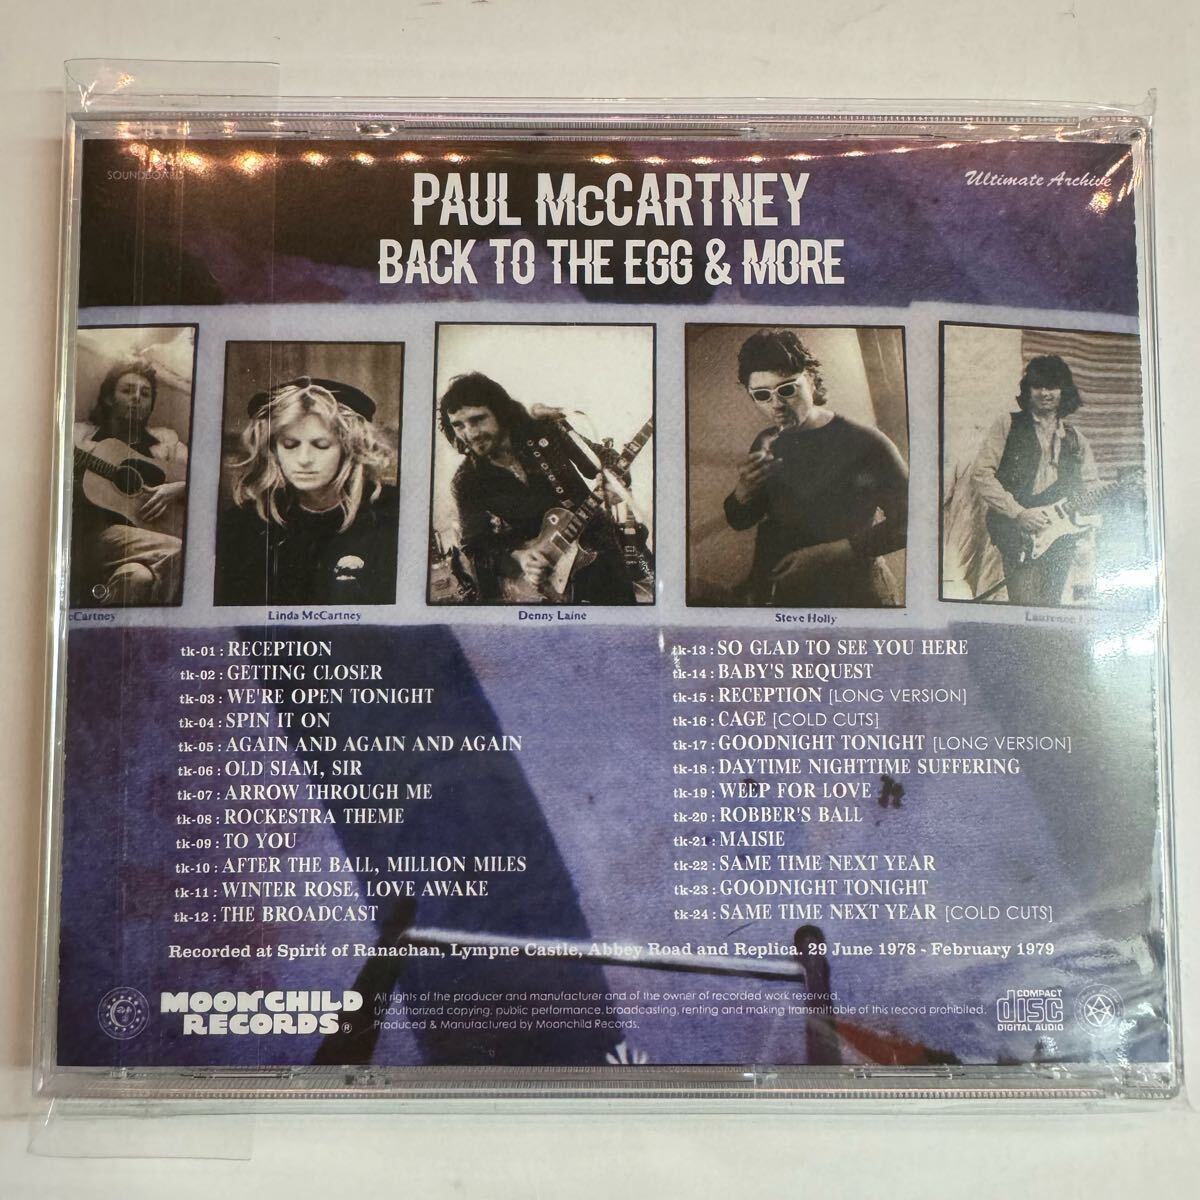 SOUNDBOARD
Ultimate Archive
PAUL McCARTNEY
BACK TO THE EGG & MORE
cCartney
Linda McCartney
Denny Laine
Steve Holly
Laurence
tk-01 : RECEPTION
tk-02 : GETTING CLOSER
tk-03 : WE'RE OPEN TONIGHT
tk-04 : SPIN IT ON
tk-05 : AGAIN AND AGAIN AND AGAIN
tk-06 : OLD SIAM, SIR
tk-07 : ARROW THROUGH ME
tk-08 : ROCKESTRA THEME
tk-09 : TO YOU
tk-10 : AFTER THE BALL, MILLION MILES
tk-11 : WINTER ROSE, LOVE AWAKE
tk-12 : THE BROADCAST
tk-13 : SO GLAD TO SEE YOU HERE
tk-14 : BABY'S REQUEST
tk-15 : RECEPTION [LONG VERSION]
tk-16 : CAGE [COLD CUTS]
tk-17 : GOODNIGHT TONIGHT [LONG VERSION]
tk-18 : DAYTIME NIGHTTIME SUFFERING
tk-19 : WEEP FOR LOVE
tk-20 : ROBBER'S BALL
tk-21 : MAISIE
tk-22 : SAME TIME NEXT YEAR
tk-23 : GOODNIGHT TONIGHT
tk-24 : SAME TIME NEXT YEAR [COLD CUTS]
Recorded at Spirit of Ranachan, Lympne Castle, Abbey Road and Replica. 29 June 1978 - February 1979
MOONCHILD
RECORDS®
All rights of the producer and manufacturer and of the owner of recorded work reserved.
Unauthorized copying, public performance, broadcasting, renting and making transmittable of this record prohibited.
Produced & Manufactured by Moonchild Records.
COMPACT
disc
DIGITAL AUDIO